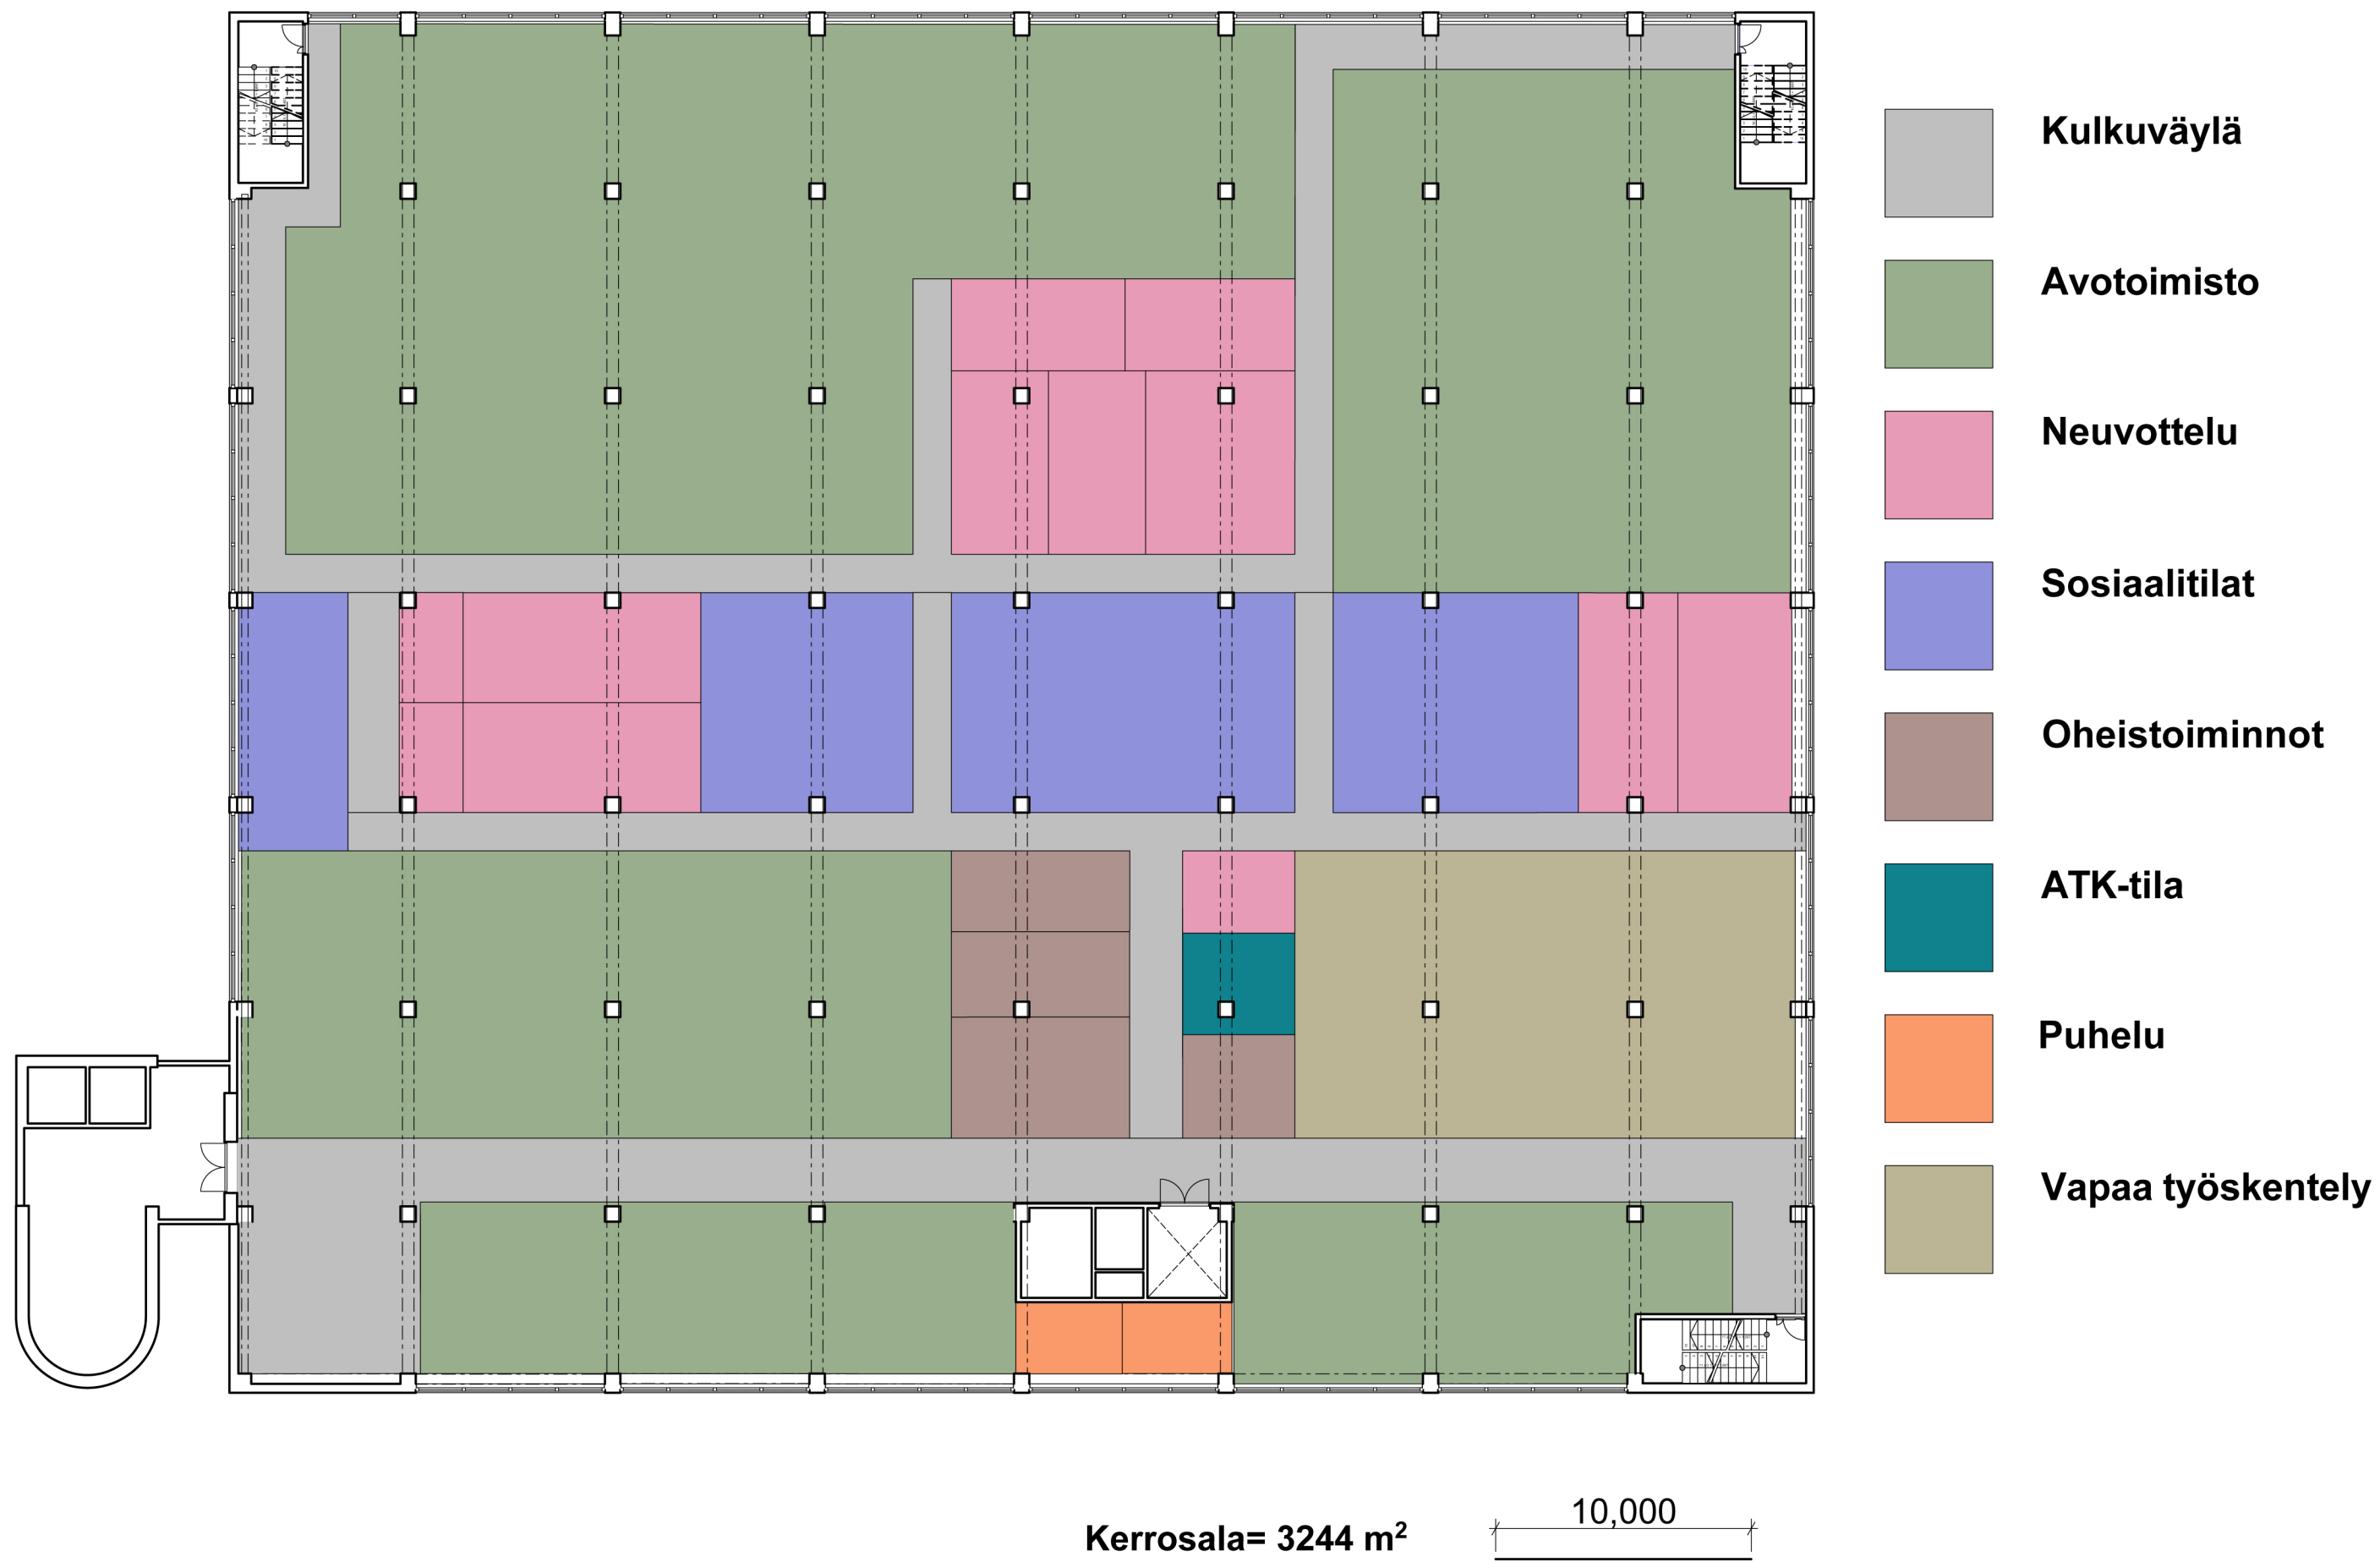 Kulkuväylä
Avotoimisto
Neuvottelu
Sosiaalitilat
Oheistoiminnot
ATK-tila
Puhelu
Vapaa työskentely
Kerrosala= 3244 m²
10,000